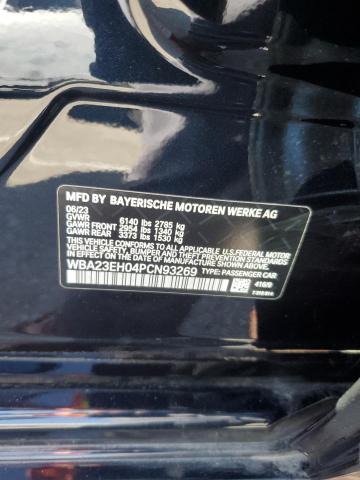 MFD BY BAYERISCHE MOTOREN WERKE AG
06/23
GVWR 6140 lbs 2785 kg
GAWR FRONT 2954 lbs 1340 kg
GAWR REAR 3373 lbs 1530 kg
THIS VEHICLE CONFORMS TO ALL APPLICABLE U.S. FEDERAL MOTOR
VEHICLE SAFETY, BUMPER AND THEFT PREVENTION STANDARDS
IN EFFECT ON THE DATE OF MANUFACTURE SHOWN ABOVE.
WBA23EH04PCN93269 TYPE: PASSENGER CAR
416/9